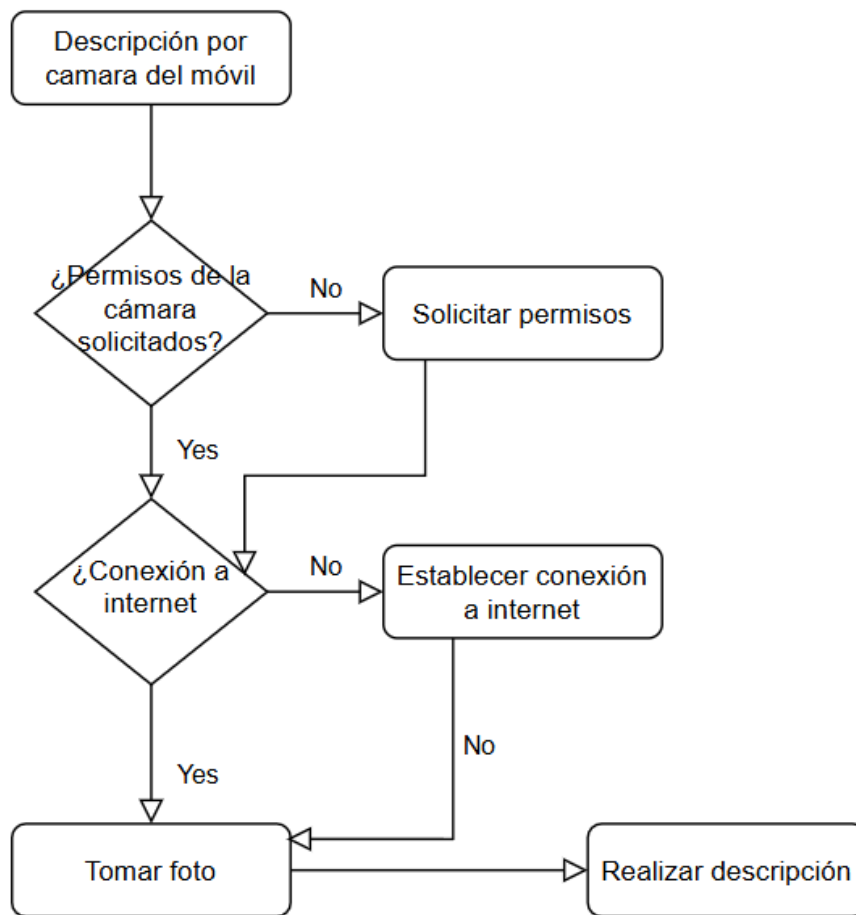 Descripción por
camara del móvil
¿Permisos de la
cámara
solicitados?
No
Solicitar permisos
Yes
¿Conexión a
internet
No
Establecer conexión
a internet
No
Yes
Tomar foto
Realizar descripción